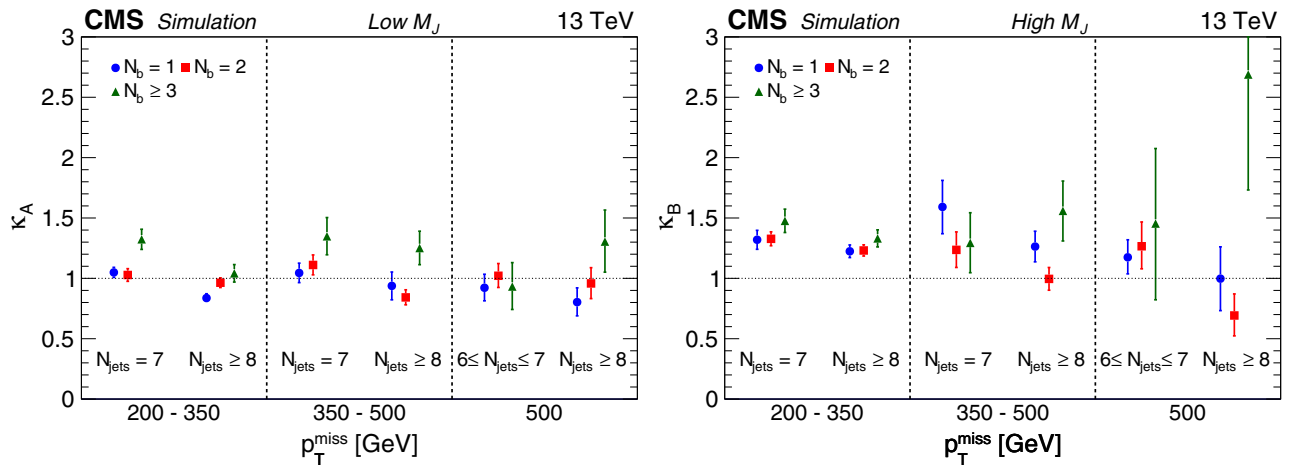 CMS Simulation Low M_J 13 TeV
κ_A
3
2.5
2
1.5
1
0.5
0
N_b = 1 N_b = 2
N_b ≥ 3
N_jets = 7 N_jets ≥ 8 N_jets = 7 N_jets ≥ 8 6≤ N_jets≤ 7 N_jets ≥ 8
200 - 350 350 - 500 500
p_T^miss [GeV]
CMS Simulation High M_J 13 TeV
κ_B
3
2.5
2
1.5
1
0.5
0
N_b = 1 N_b = 2
N_b ≥ 3
N_jets = 7 N_jets ≥ 8 N_jets = 7 N_jets ≥ 8 6≤ N_jets≤ 7 N_jets ≥ 8
200 - 350 350 - 500 500
p_T^miss [GeV]